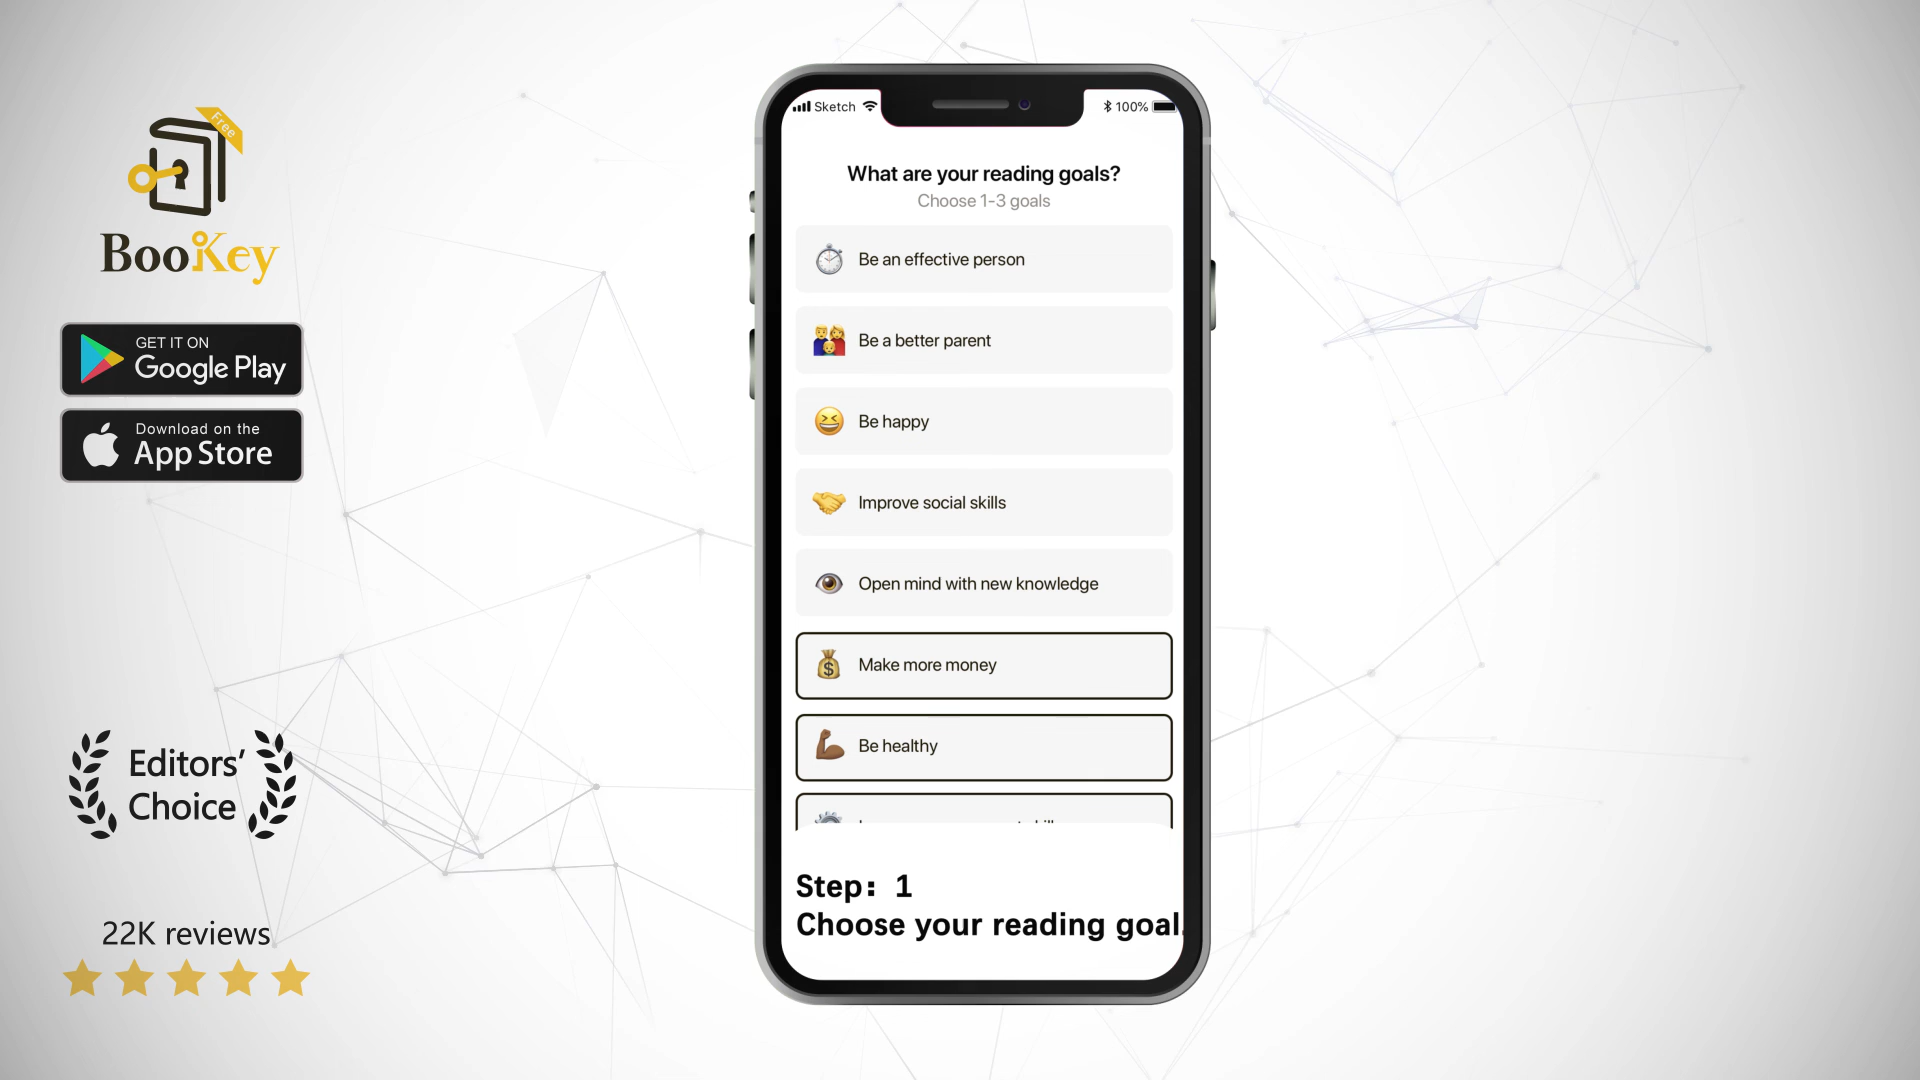 Free
BooKey
GET IT ON
Google Play
Download on the
App Store
Editors'
Choice
22K reviews
Sketch
100%
What are your reading goals?
Choose 1-3 goals
Be an effective person
Be a better parent
Be happy
Improve social skills
Open mind with new knowledge
Make more money
Be healthy
Step: 1
Choose your reading goal.